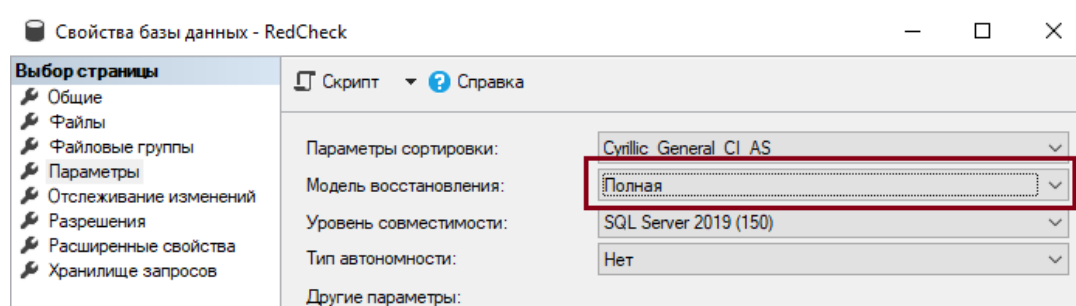 Свойства базы данных - RedCheck
Выбор страницы
Общие
Файлы
Файловые группы
Параметры
Отслеживание изменений
Разрешения
Расширенные свойства
Хранилище запросов
Скрипт
Справка
Параметры сортировки: Cyrillic_General_CI_AS
Модель восстановления: Полная
Уровень совместимости: SQL Server 2019 (150)
Тип автономности: Нет
Другие параметры: